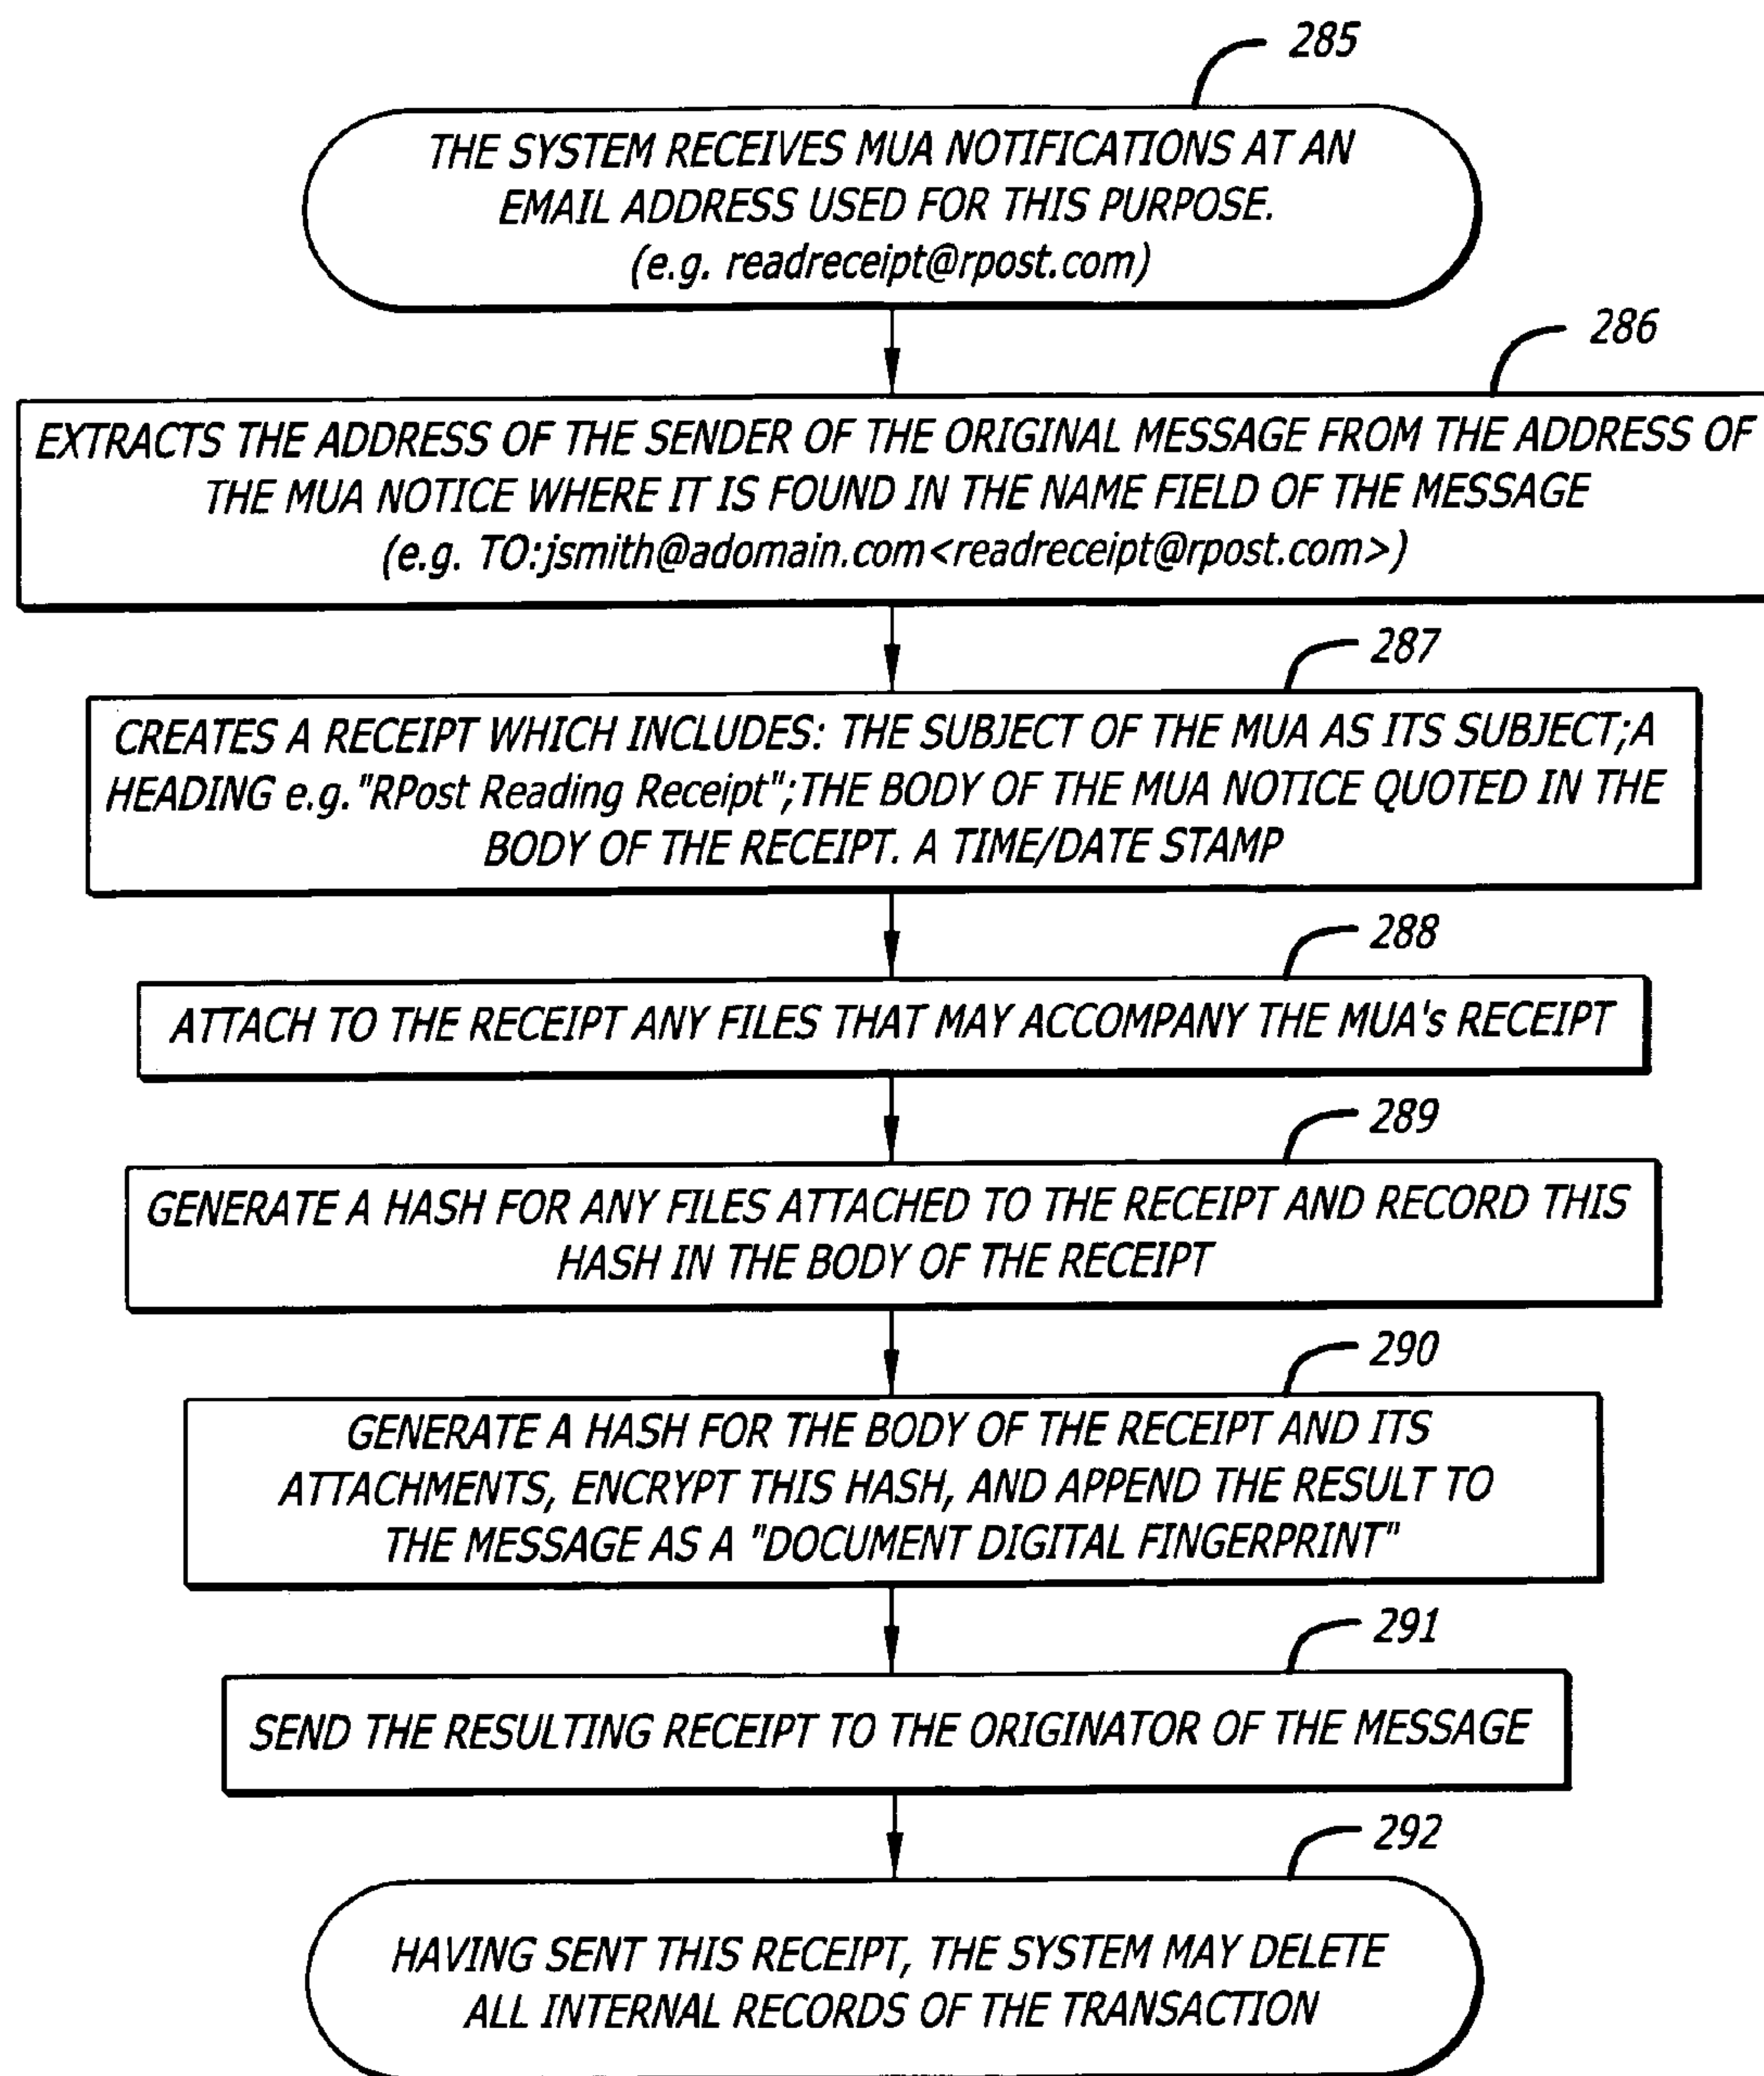 285
THE SYSTEM RECEIVES MUA NOTIFICATIONS AT AN
EMAIL ADDRESS USED FOR THIS PURPOSE.
(e.g. readreceipt@rpost.com)
286
EXTRACTS THE ADDRESS OF THE SENDER OF THE ORIGINAL MESSAGE FROM THE ADDRESS OF
THE MUA NOTICE WHERE IT IS FOUND IN THE NAME FIELD OF THE MESSAGE
(e.g. TO:jsmith@adomain.com<readreceipt@rpost.com>)
287
CREATES A RECEIPT WHICH INCLUDES: THE SUBJECT OF THE MUA AS ITS SUBJECT;A
HEADING e.g."RPost Reading Receipt";THE BODY OF THE MUA NOTICE QUOTED IN THE
BODY OF THE RECEIPT. A TIME/DATE STAMP
288
ATTACH TO THE RECEIPT ANY FILES THAT MAY ACCOMPANY THE MUA's RECEIPT
289
GENERATE A HASH FOR ANY FILES ATTACHED TO THE RECEIPT AND RECORD THIS
HASH IN THE BODY OF THE RECEIPT
290
GENERATE A HASH FOR THE BODY OF THE RECEIPT AND ITS
ATTACHMENTS, ENCRYPT THIS HASH, AND APPEND THE RESULT TO
THE MESSAGE AS A "DOCUMENT DIGITAL FINGERPRINT"
291
SEND THE RESULTING RECEIPT TO THE ORIGINATOR OF THE MESSAGE
292
HAVING SENT THIS RECEIPT, THE SYSTEM MAY DELETE
ALL INTERNAL RECORDS OF THE TRANSACTION